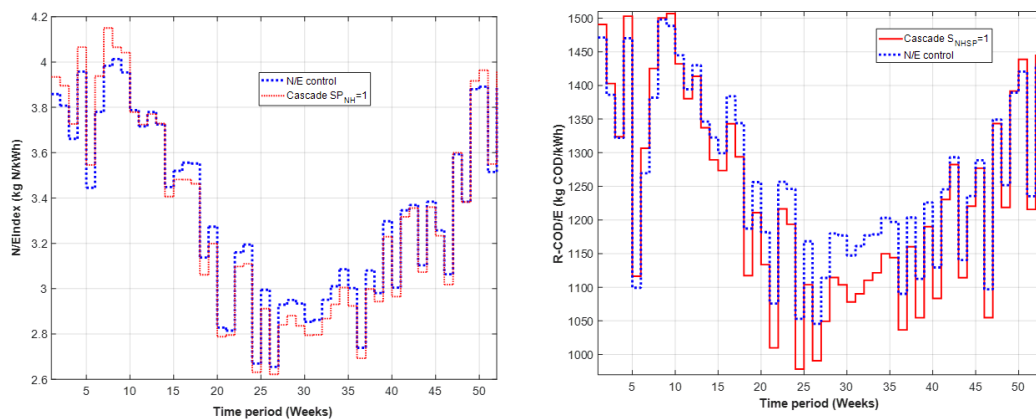 4.2
4
3.8
3.6
3.4
3.2
3
2.8
2.6
N/EIndex (kg N/kWh)
N/E control
Cascade SP_NH=1
5 10 15 20 25 30 35 40 45 50
Time period (Weeks)
1500
1450
1400
1350
1300
1250
1200
1150
1100
1050
1000
R-COD/E (kg COD/kWh)
Cascade S_NHSP=1
N/E control
5 10 15 20 25 30 35 40 45 50
Time period (Weeks)